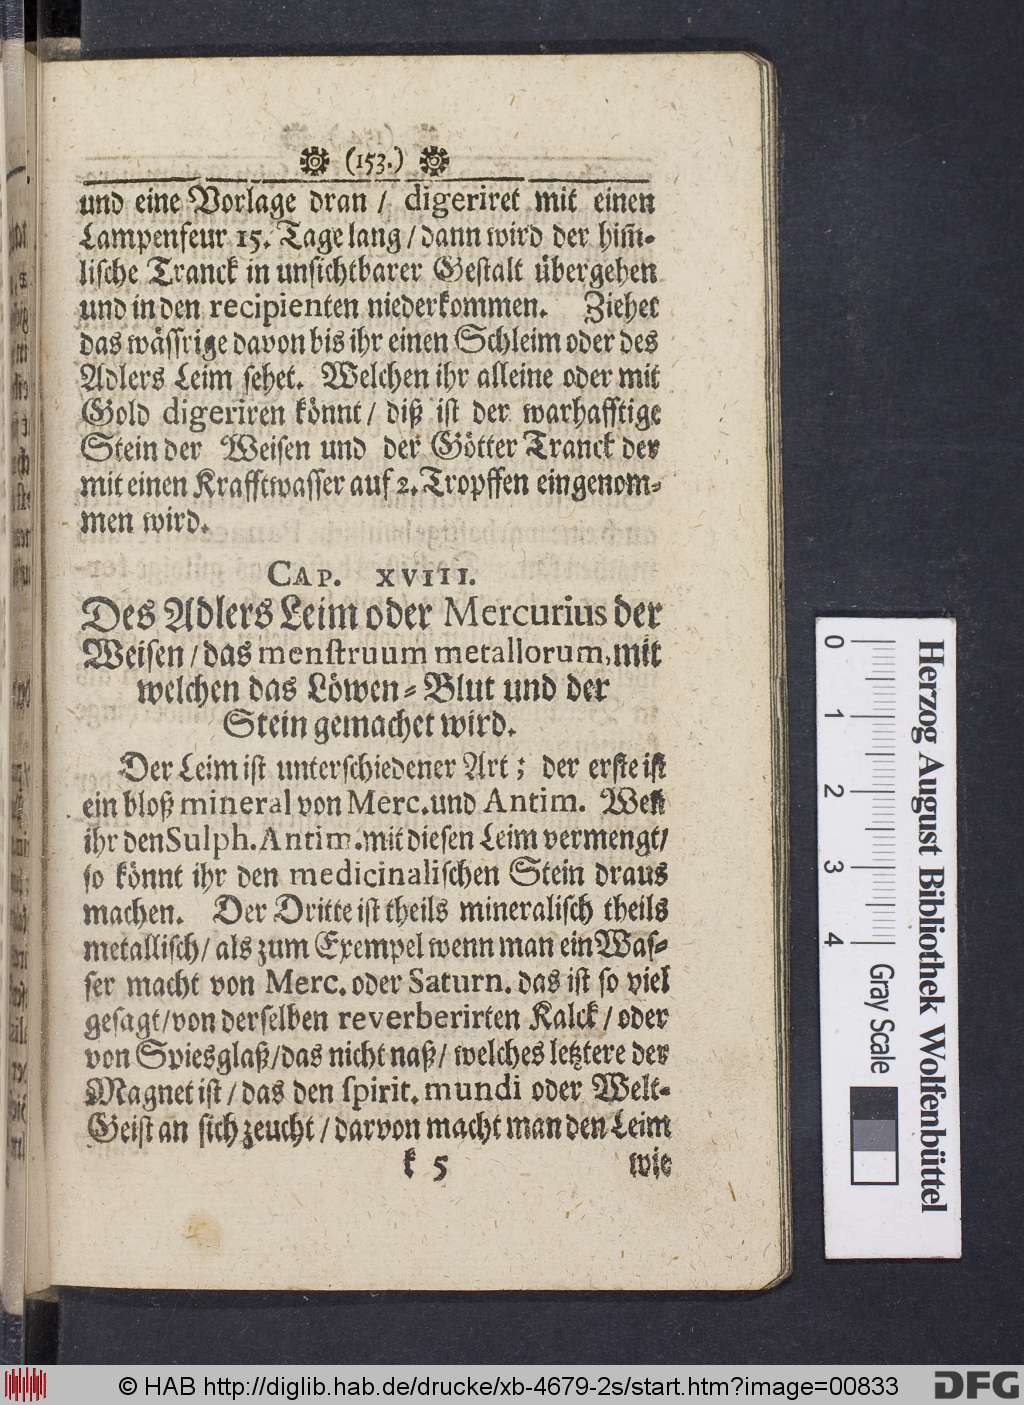 (153.)
und eine Vorlage dran / digeriret mit einen
Lampenfeur 15. Tage lang / dann wird der him̃-
lische Tranck in unsichtbarer Gestalt übergehen
und in den recipienten niederkommen. Ziehet
das wässrige davon bis ihr einen Schleim oder des
Adlers Leim sehet. Welchen ihr alleine oder mit
Gold digeriren könnt / diß ist der warhafftige
Stein der Weisen und der Götter Tranck der
mit einen Krafftwasser auf 2. Tropffen eingenom-
men wird.
CAP. XVIII.
Des Adlers Leim oder Mercurius der
Weisen / das menstruum metallorum, mit
welchen das Löwen-Blut und der
Stein gemachet wird.
Der Leim ist unterschiedener Art; der erste ist
ein bloß mineral von Merc. und Antim. Weñ
ihr den Sulph. Antim. mit diesen Leim vermengt /
so könnt ihr den medicinalischen Stein draus
machen. Der Dritte ist theils mineralisch theils
metallisch / als zum Exempel wenn man ein Was-
ser macht von Merc. oder Saturn. das ist so viel
gesagt / von derselben reverberirten Kalck / oder
von Spiesglaß / das nicht naß / welches letztere der
Magnet ist / das den spirit. mundi oder Welt-
Geist an sich zeucht / darvon macht man den Leim
k 5 wie
0 1 2 3 4
Gray Scale
Herzog August Bibliothek Wolfenbüttel
© HAB http://diglib.hab.de/drucke/xb-4679-2s/start.htm?image=00833
DFG